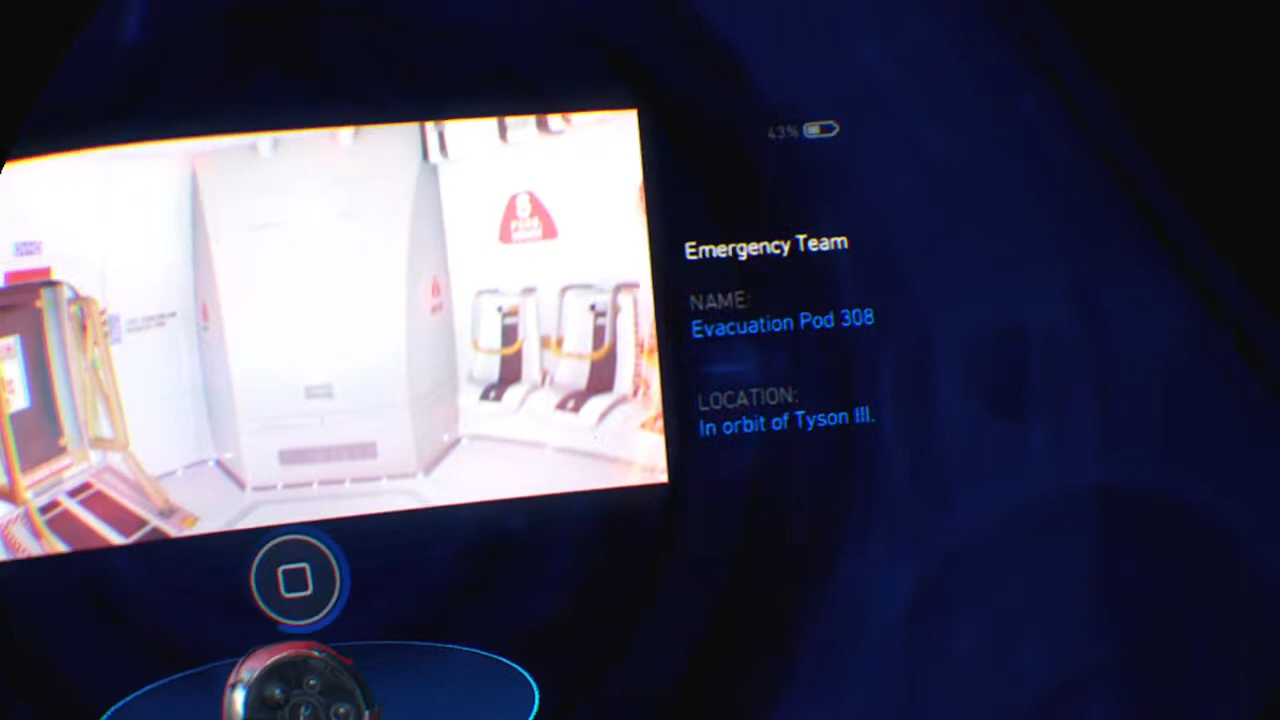 43%
Emergency Team
NAME:
Evacuation Pod 308
LOCATION:
In orbit of Tyson III.